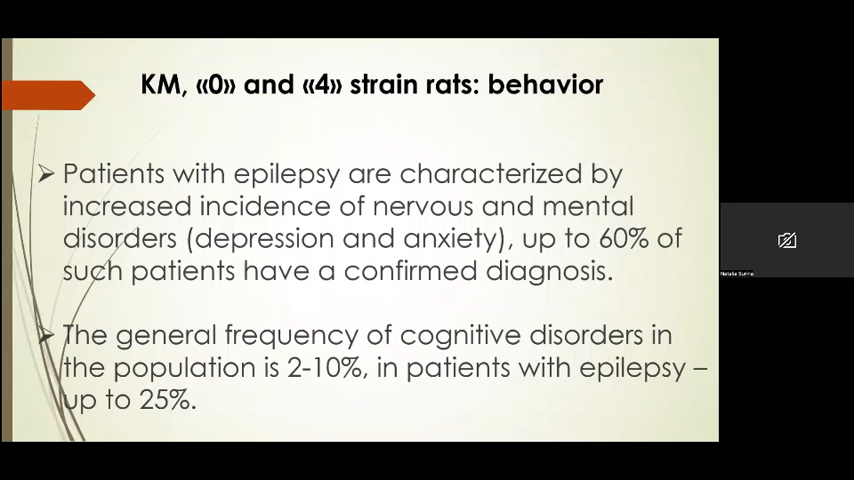 KM, «0» and «4» strain rats: behavior
Patients with epilepsy are characterized by
increased incidence of nervous and mental
disorders (depression and anxiety), up to 60% of
such patients have a confirmed diagnosis.
The general frequency of cognitive disorders in
the population is 2-10%, in patients with epilepsy –
up to 25%.
Natalia Surina